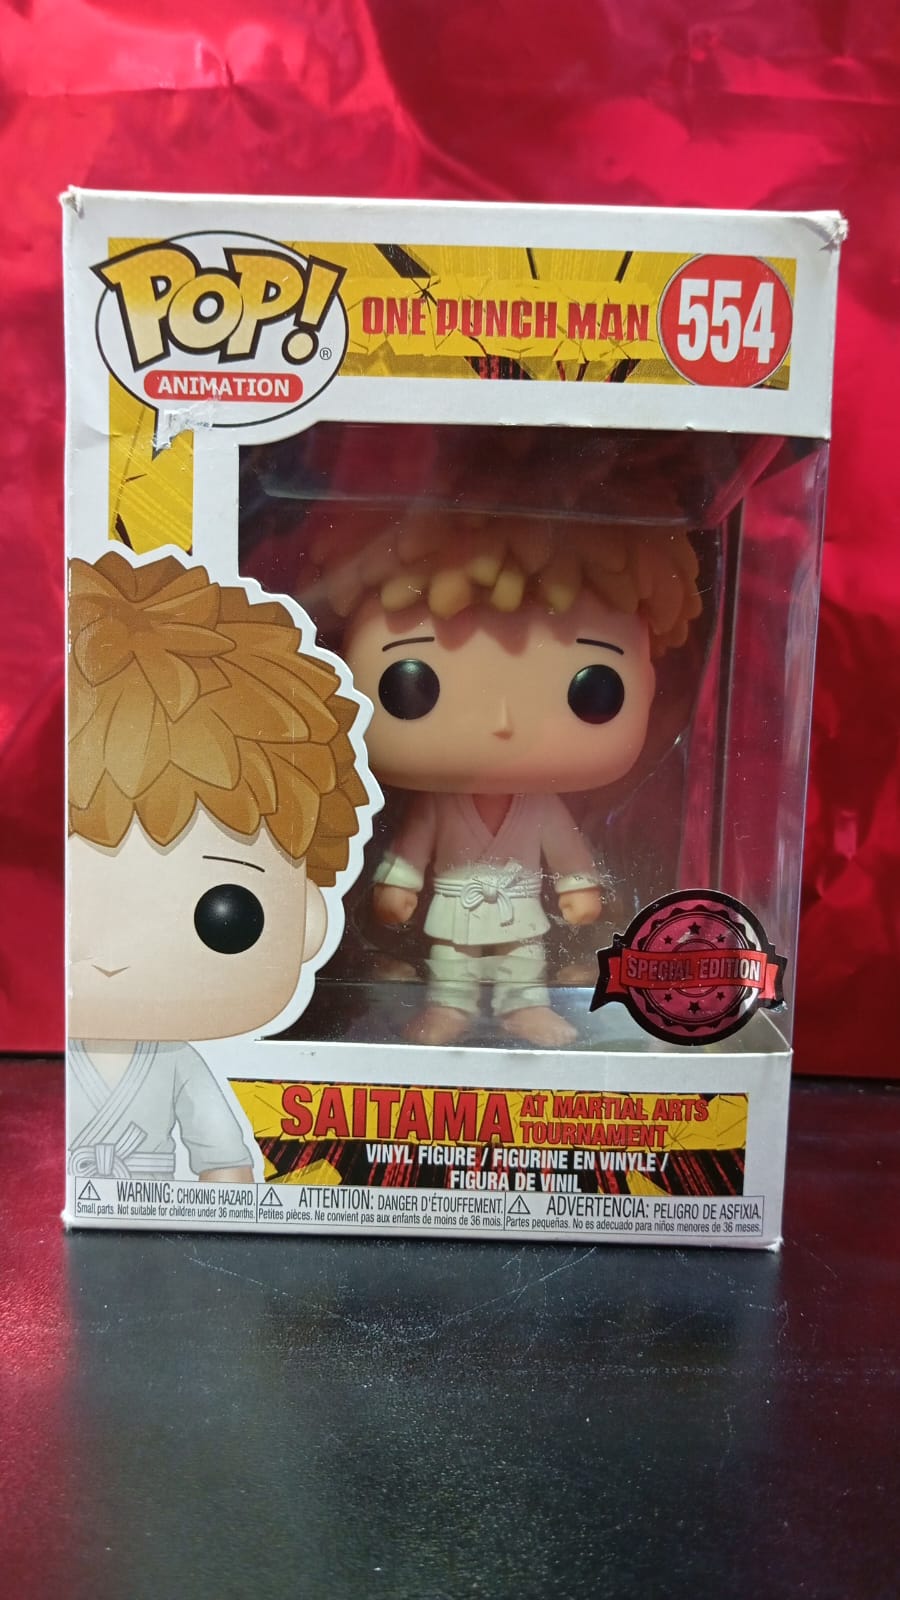 POP!®
ANIMATION
ONE PUNCH MAN
554
SPECIAL EDITION
SAITAMA AT MARTIAL ARTS
TOURNAMENT
VINYL FIGURE / FIGURINE EN VINYLE /
FIGURA DE VINIL
WARNING: CHOKING HAZARD.
Small parts. Not suitable for children under 36 months.
ATTENTION: DANGER D'ÉTOUFFEMENT.
Petites pièces. Ne convient pas aux enfants de moins de 36 mois.
ADVERTENCIA: PELIGRO DE ASFIXIA.
Partes pequeñas. No es adecuado para niños menores de 36 meses.